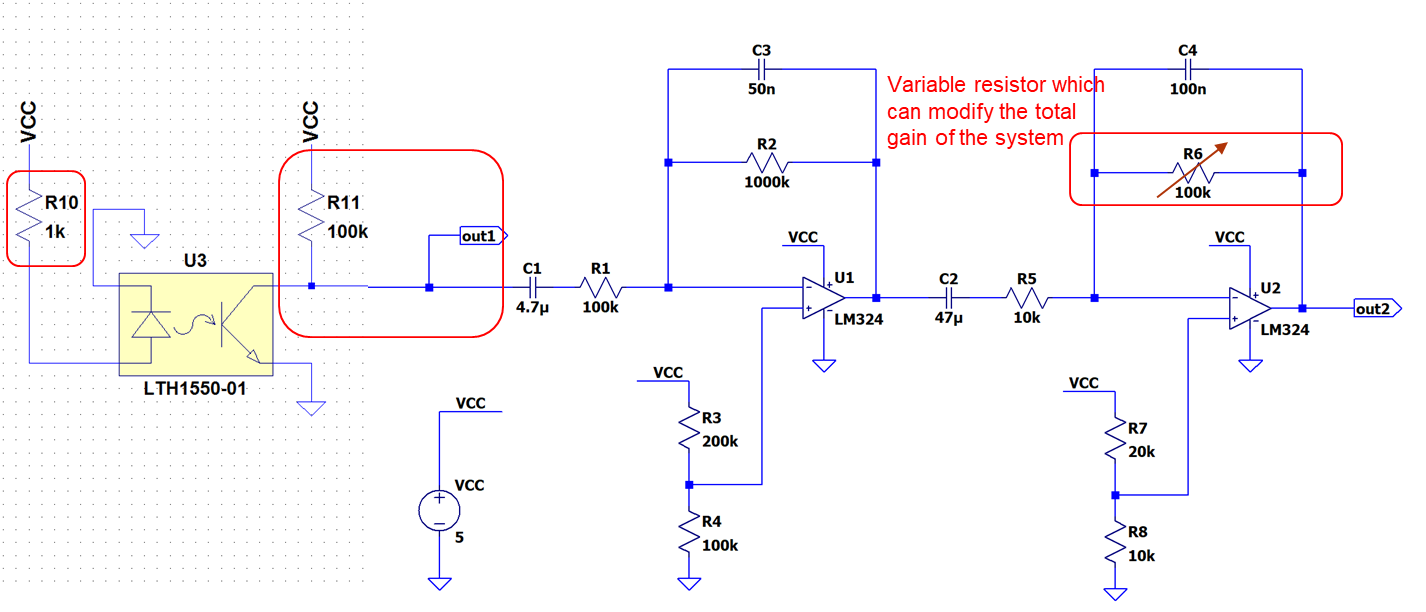 VCC
R10
1k
U3
LTH1550-01
VCC
R11
100k
out1
C1
4.7µ
R1
100k
C3
50n
R2
1000k
VCC
U1
LM324
VCC
R3
200k
R4
100k
VCC
VCC
5
Variable resistor which
can modify the total
gain of the system
C2
47µ
R5
10k
C4
100n
R6
100k
VCC
U2
LM324
out2
VCC
R7
20k
R8
10k